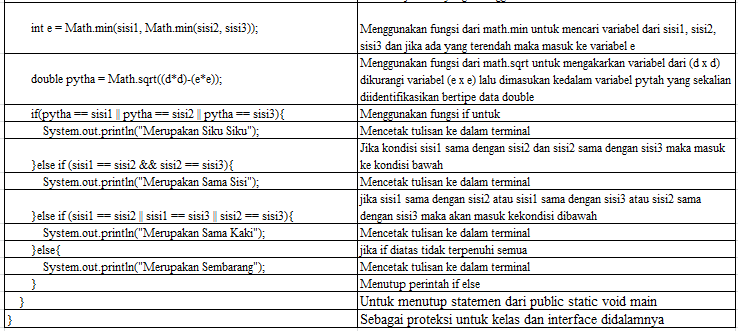 int e = Math.min(sisi1, Math.min(sisi2, sisi3));
Menggunakan fungsi dari math.min untuk mencari variabel dari sisi1, sisi2,
sisi3 dan jika ada yang terendah maka masuk ke variabel e
double pytha = Math.sqrt((d*d)-(e*e));
Menggunakan fungsi dari math.sqrt untuk mengakarkan variabel dari (d x d)
dikurangi variabel (e x e) lalu dimasukan kedalam variabel pytah yang sekalian
diidentifikasikan bertipe data double
if(pytha == sisi1 || pytha == sisi2 || pytha == sisi3){
Menggunakan fungsi if untuk
System.out.println("Merupakan Siku Siku");
Mencetak tulisan ke dalam terminal
}else if (sisi1 == sisi2 && sisi2 == sisi3){
Jika kondisi sisi1 sama dengan sisi2 dan sisi2 sama dengan sisi3 maka masuk
ke kondisi bawah
System.out.println("Merupakan Sama Sisi");
Mencetak tulisan ke dalam terminal
}else if (sisi1 == sisi2 || sisi1 == sisi3 || sisi2 == sisi3){
jika sisi1 sama dengan sisi2 atau sisi1 sama dengan sisi3 atau sisi2 sama
dengan sisi3 maka akan masuk kekondisi dibawah
System.out.println("Merupakan Sama Kaki");
Mencetak tulisan ke dalam terminal
}else{
jika if diatas tidak terpenuhi semua
System.out.println("Merupakan Sembarang");
Mencetak tulisan ke dalam terminal
}
Menutup perintah if else
}
Untuk menutup statemen dari public static void main
}
Sebagai proteksi untuk kelas dan interface didalamnya